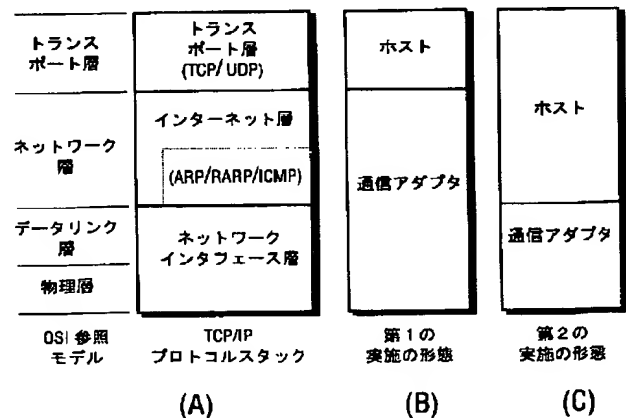 トランス
ポート層
ネットワーク
層
データリンク
層
物理層
OSI 参照
モデル
トランス
ポート層
(TCP/UDP)
インターネット層
(ARP/RARP/ICMP)
ネットワーク
インタフェース層
TCP/IP
プロトコルスタック
(A)
ホスト
通信アダプタ
第1の
実施の形態
(B)
ホスト
通信アダプタ
第2の
実施の形態
(C)